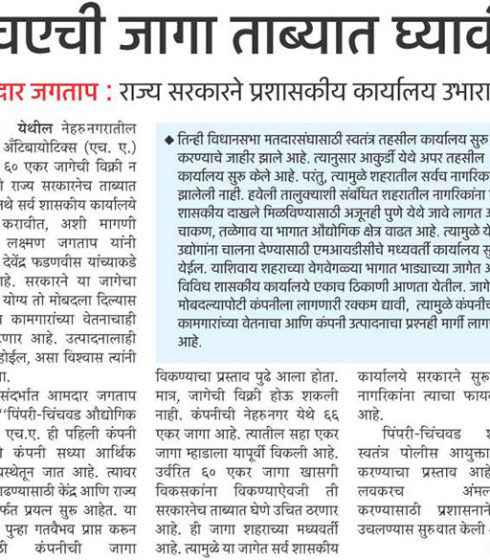 चएची जागा ताब्यात घ्यावी
दार जगताप : राज्य सरकारने प्रशासकीय कार्यालय उभारा
येथील नेहरुनगरातील
अँटिबायोटिक्स (एच. ए.)
६० एकर जागेची विक्री न
ी राज्य सरकारनेच ताब्यात
थे सर्व शासकीय कार्यालये
करावीत, अशी मागणी
लक्ष्मण जगताप यांनी
देवेंद्र फडणवीस यांच्याकडे
हे. सरकारने या जागेचा
योग्य तो मोबदला दिल्यास
ा कामगारांच्या वेतनाचाही
टणार आहे. उत्पादनालाही
होईल, असा विश्वास त्यांनी
ा.
संदर्भात आमदार जगताप
"पिंपरी-चिंचवड औद्योगिक
एच.ए. ही पहिली कंपनी
ी कंपनी सध्या आर्थिक
वस्थेतून जात आहे. त्यावर
ाढण्यासाठी केंद्र आणि राज्य
र्फत प्रयत्न सुरू आहेत. या
पुन्हा गतवैभव प्राप्त करून
ी कंपनीची जागा
◆ तिन्ही विधानसभा मतदारसंघासाठी स्वतंत्र तहसील कार्यालय सुरू
करण्याचे जाहीर झाले आहे. त्यानुसार आकुर्डी येथे अपर तहसील
कार्यालय सुरू केले आहे. परंतु, त्यामुळे शहरातील सर्वच नागरिकां
झालेली नाही. हवेली तालुक्याशी संबंधित शहरातील नागरिकांना
शासकीय दाखले मिळविण्यासाठी अजूनही पुणे येथे जावे लागत अ
चाकण, तळेगाव या भागात औद्योगिक क्षेत्र वाढत आहे. त्यामुळे ये
उद्योगांना चालना देण्यासाठी एमआयडीसीचे मध्यवर्ती कार्यालय सु
येईल. याशिवाय शहराच्या वेगवेगळ्या भागात भाड्याच्या जागेत अ
विविध शासकीय कार्यालये एकाच ठिकाणी आणता येतील. जागे
मोबदल्यापोटी कंपनीला लागणारी रक्कम द्यावी, त्यामुळे कंपनीच
कामगारांच्या वेतनाचा आणि कंपनी उत्पादनाचा प्रश्नही मार्गी लाग
आहे.
विकण्याचा प्रस्ताव पुढे आला होता.
मात्र, जागेची विक्री होऊ शकली
नाही. कंपनीची नेहरुनगर येथे ६६
एकर जागा आहे. त्यातील सहा एकर
जागा म्हाडाला यापूर्वी विकली आहे.
उर्वरित ६० एकर जागा खासगी
विकसकांना विकण्याऐवजी ती
सरकारनेच ताब्यात घेणे उचित ठरणार
आहे. ही जागा शहराच्या मध्यवर्ती
आहे. त्यामुळे या जागेत सर्व शासकीय
कार्यालये सरकारने सुरू
नागरिकांना त्याचा फाय
आहे.
पिंपरी-चिंचवड श
स्वतंत्र पोलीस आयुक्ता
करण्याचा प्रस्ताव आहे
लवकरच अंमल
करण्यासाठी प्रशासनाने
उचलण्यास सुरुवात केली